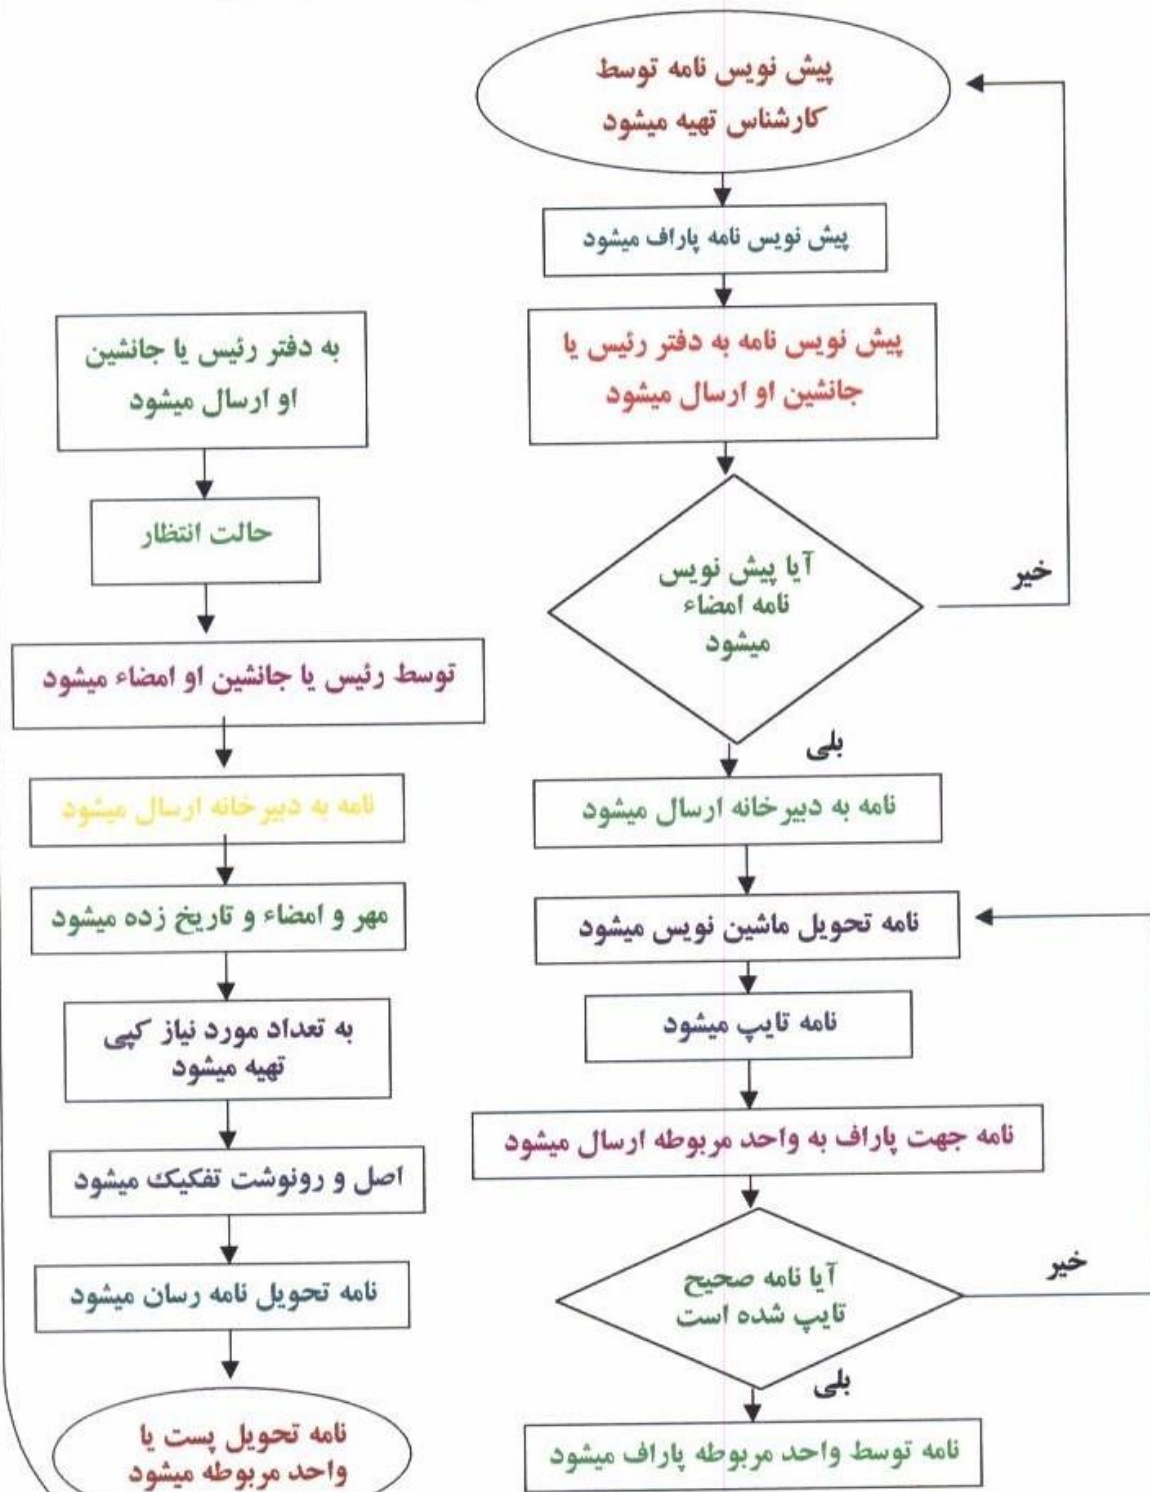 پیش نویس نامه توسط
کارشناس تهیه میشود
پیش نویس نامه پاراف میشود
پیش نویس نامه به دفتر رئیس یا
جانشین او ارسال میشود
آیا پیش نویس
نامه امضاء
میشود
خیر
بلی
نامه به دبیرخانه ارسال میشود
نامه تحویل ماشین نویس میشود
نامه تایپ میشود
نامه جهت پاراف به واحد مربوطه ارسال میشود
آیا نامه صحیح
تایپ شده است
خیر
بلی
نامه توسط واحد مربوطه پاراف میشود
به دفتر رئیس یا جانشین
او ارسال میشود
حالت انتظار
توسط رئیس یا جانشین او امضاء میشود
نامه به دبیرخانه ارسال میشود
مهر و امضاء و تاریخ زده میشود
به تعداد مورد نیاز کپی
تهیه میشود
اصل و رونوشت تفکیک میشود
نامه تحویل نامه رسان میشود
نامه تحویل پست یا
واحد مربوطه میشود